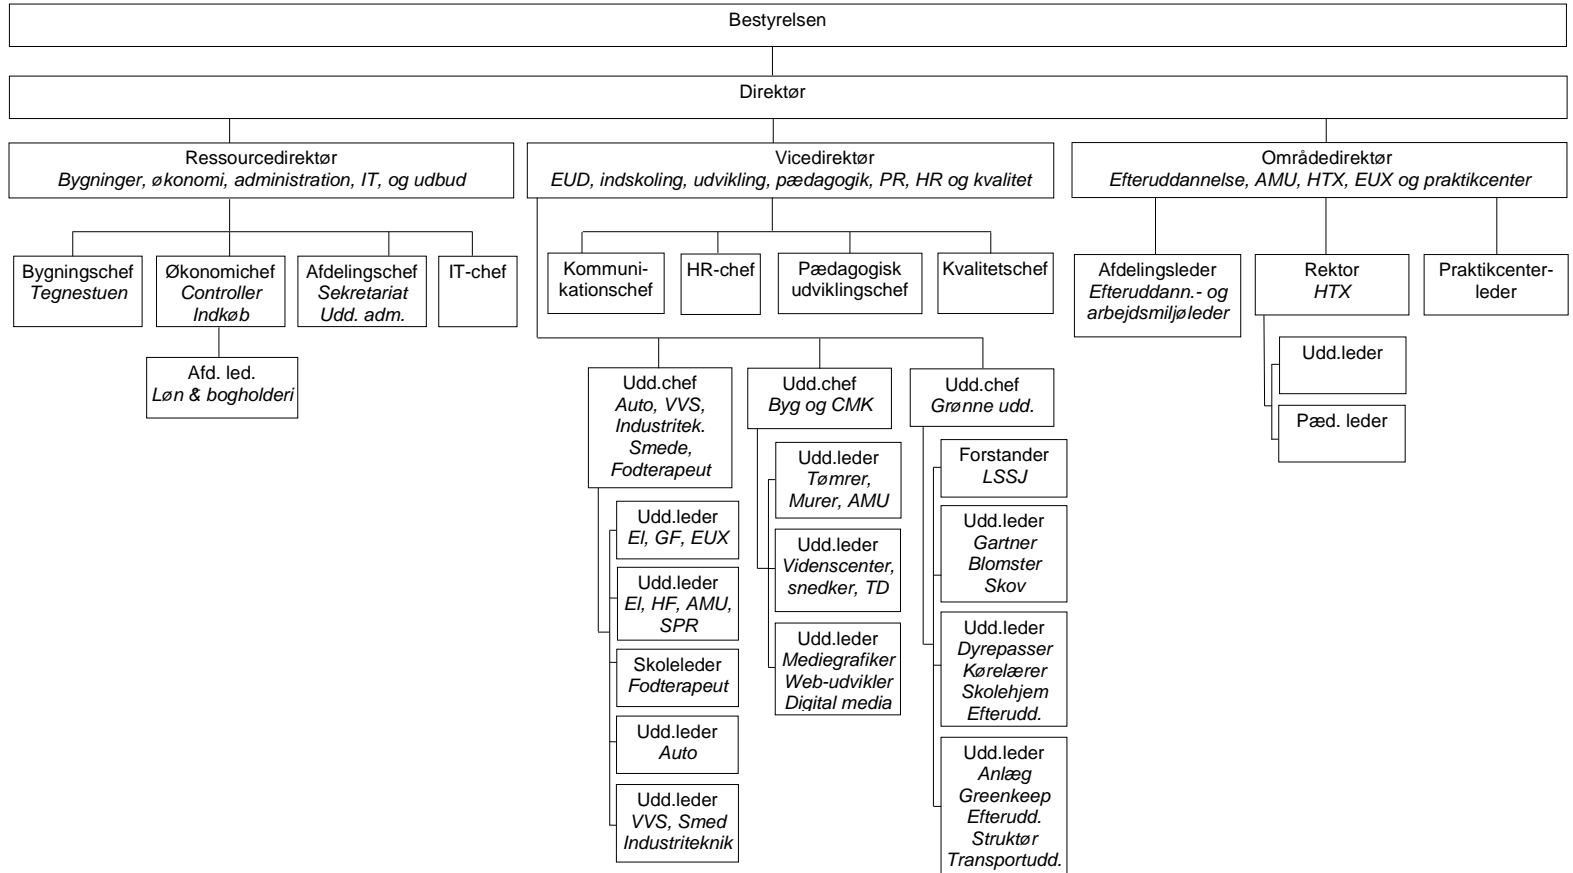 Bestyrelsen
Direktør
Ressourcedirektør
Bygninger, økonomi, administration, IT, og udbud
Vicedirektør
EUD, indskoling, udvikling, pædagogik, PR, HR og kvalitet
Områdedirektør
Efteruddannelse, AMU, HTX, EUX og praktikcenter
Bygningschef
Tegnestuen
Økonomichef
Controller
Indkøb
Afdelingschef
Sekretariat
Udd. adm.
IT-chef
Afd. led.
Løn & bogholderi
Kommuni-
kationschef
HR-chef
Pædagogisk
udviklingschef
Kvalitetschef
Afdelingsleder
Efteruddann.- og
arbejdsmiljøleder
Rektor
HTX
Praktikcenter-
leder
Udd.leder
Pæd. leder
Udd.chef
Auto, VVS,
Industritek.
Smede,
Fodterapeut
Udd.leder
El, GF, EUX
Udd.leder
El, HF, AMU,
SPR
Skoleleder
Fodterapeut
Udd.leder
Auto
Udd.leder
VVS, Smed
Industriteknik
Udd.chef
Byg og CMK
Udd.leder
Tømrer,
Murer, AMU
Udd.leder
Videnscenter,
snedker, TD
Udd.leder
Mediegrafiker
Web-udvikler
Digital media
Udd.chef
Grønne udd.
Forstander
LSSJ
Udd.leder
Gartner
Blomster
Skov
Udd.leder
Dyrepasser
Kørelærer
Skolehjem
Efterudd.
Udd.leder
Anlæg
Greenkeep
Efterudd.
Struktør
Transportudd.